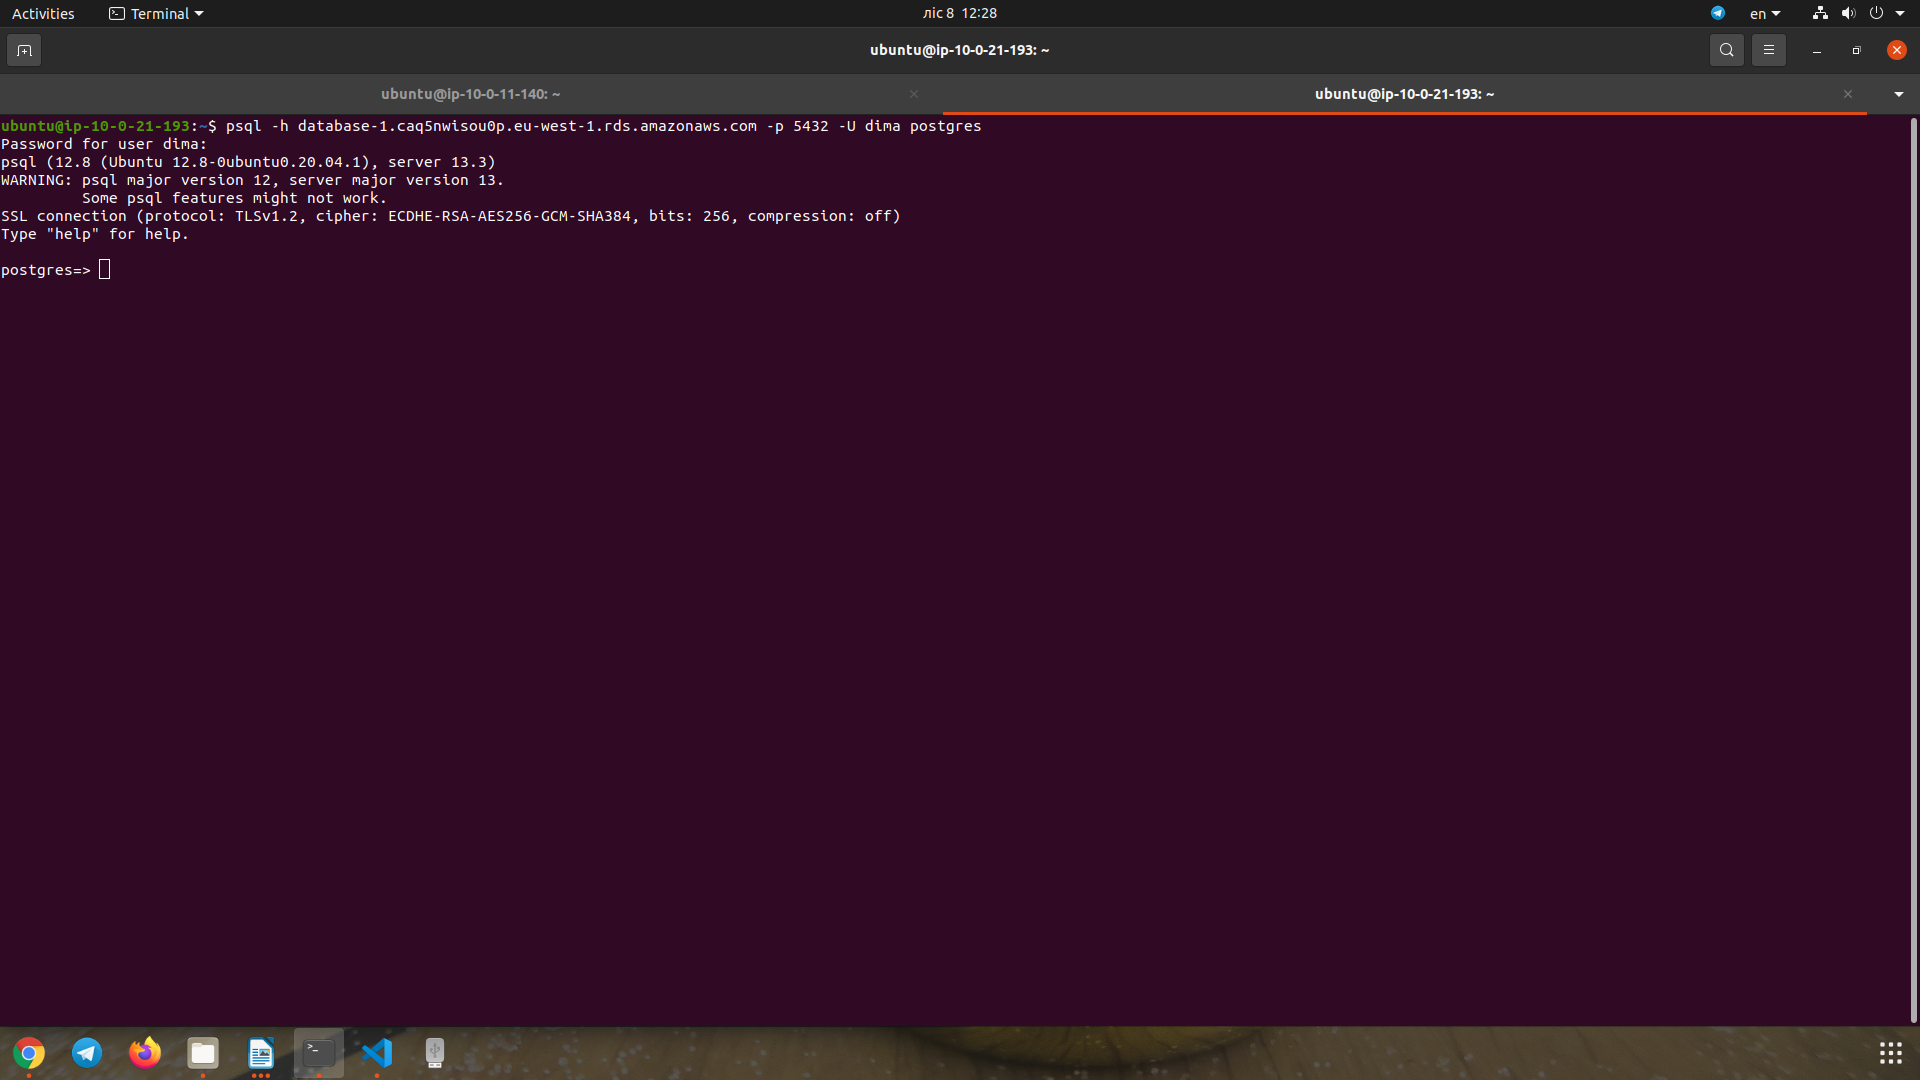 Activities Terminal ліс 8 12:28 en
ubuntu@ip-10-0-21-193: ~
ubuntu@ip-10-0-11-140: ~ ubuntu@ip-10-0-21-193: ~
ubuntu@ip-10-0-21-193:~$ psql -h database-1.caq5nwisou0p.eu-west-1.rds.amazonaws.com -p 5432 -U dima postgres
Password for user dima:
psql (12.8 (Ubuntu 12.8-0ubuntu0.20.04.1), server 13.3)
WARNING: psql major version 12, server major version 13.
         Some psql features might not work.
SSL connection (protocol: TLSv1.2, cipher: ECDHE-RSA-AES256-GCM-SHA384, bits: 256, compression: off)
Type "help" for help.
postgres=>